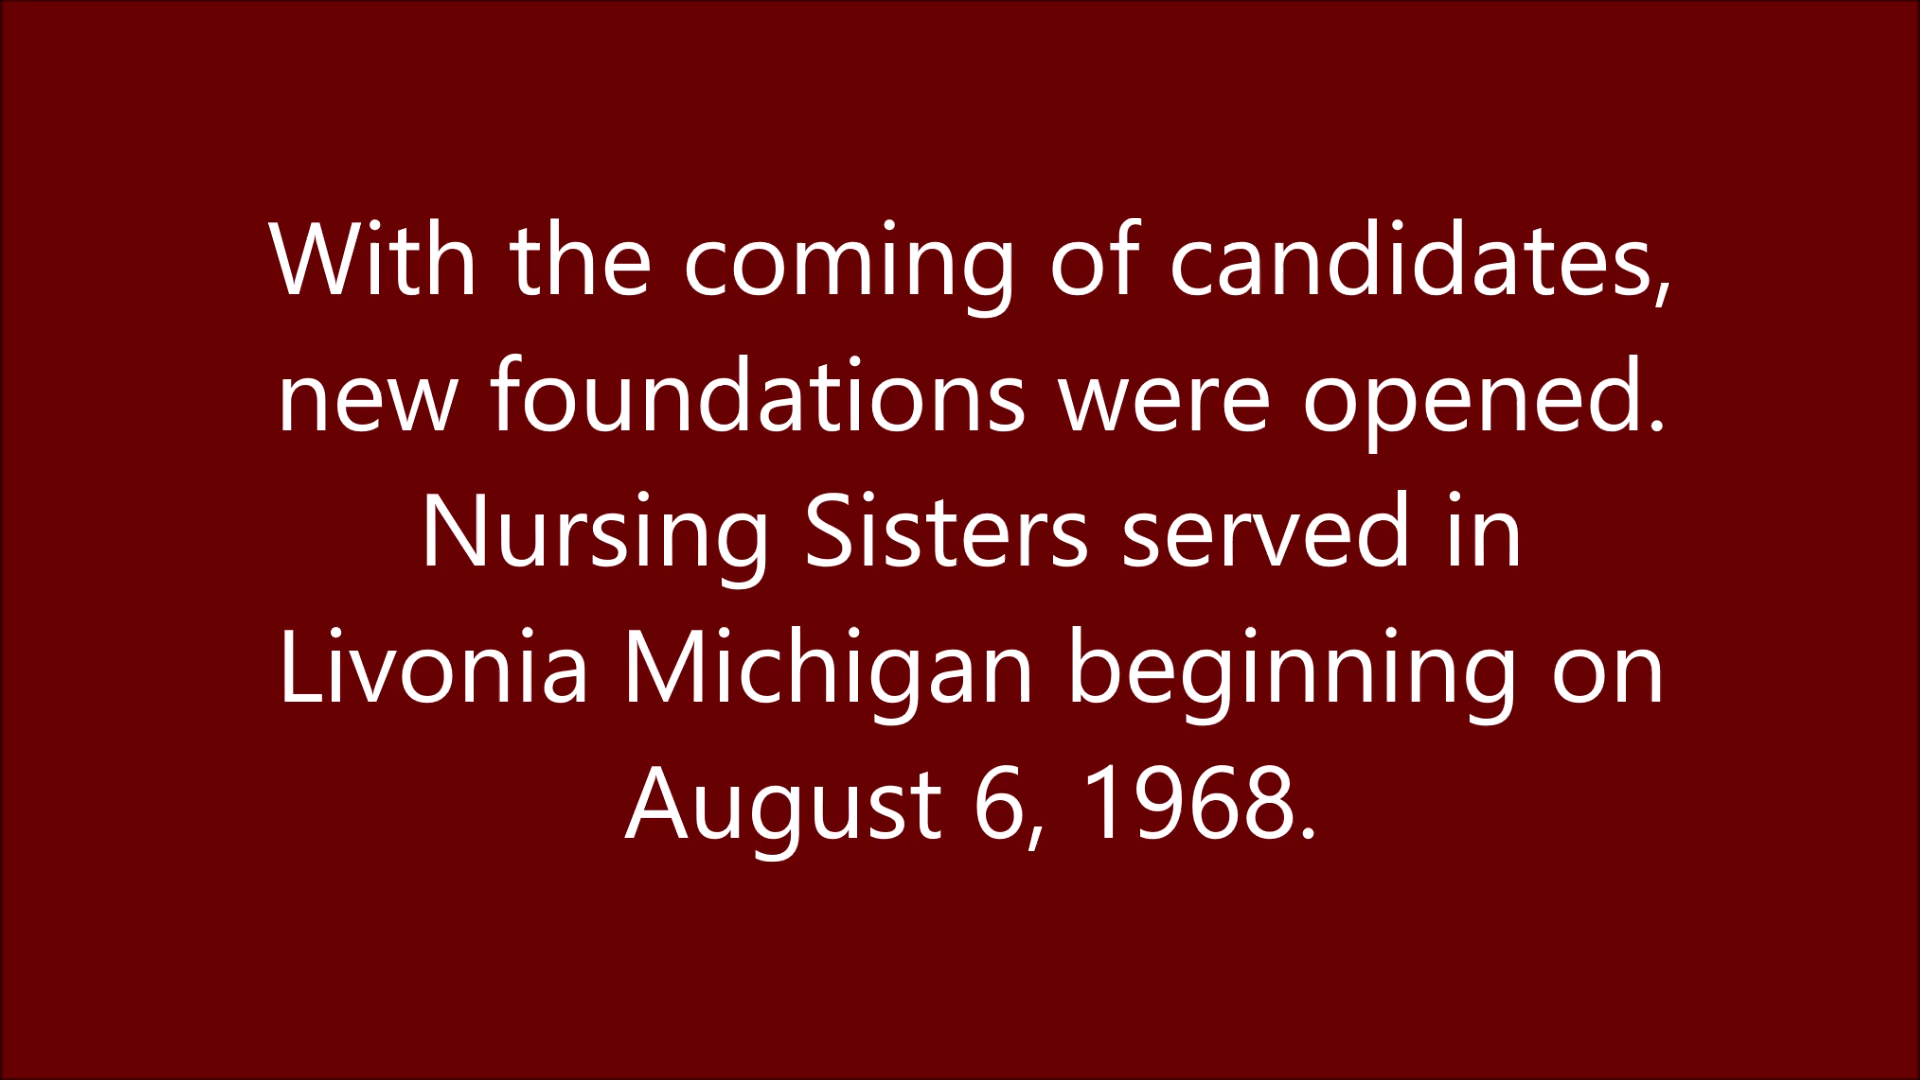 With the coming of candidates,
new foundations were opened.
Nursing Sisters served in
Livonia Michigan beginning on
August 6, 1968.